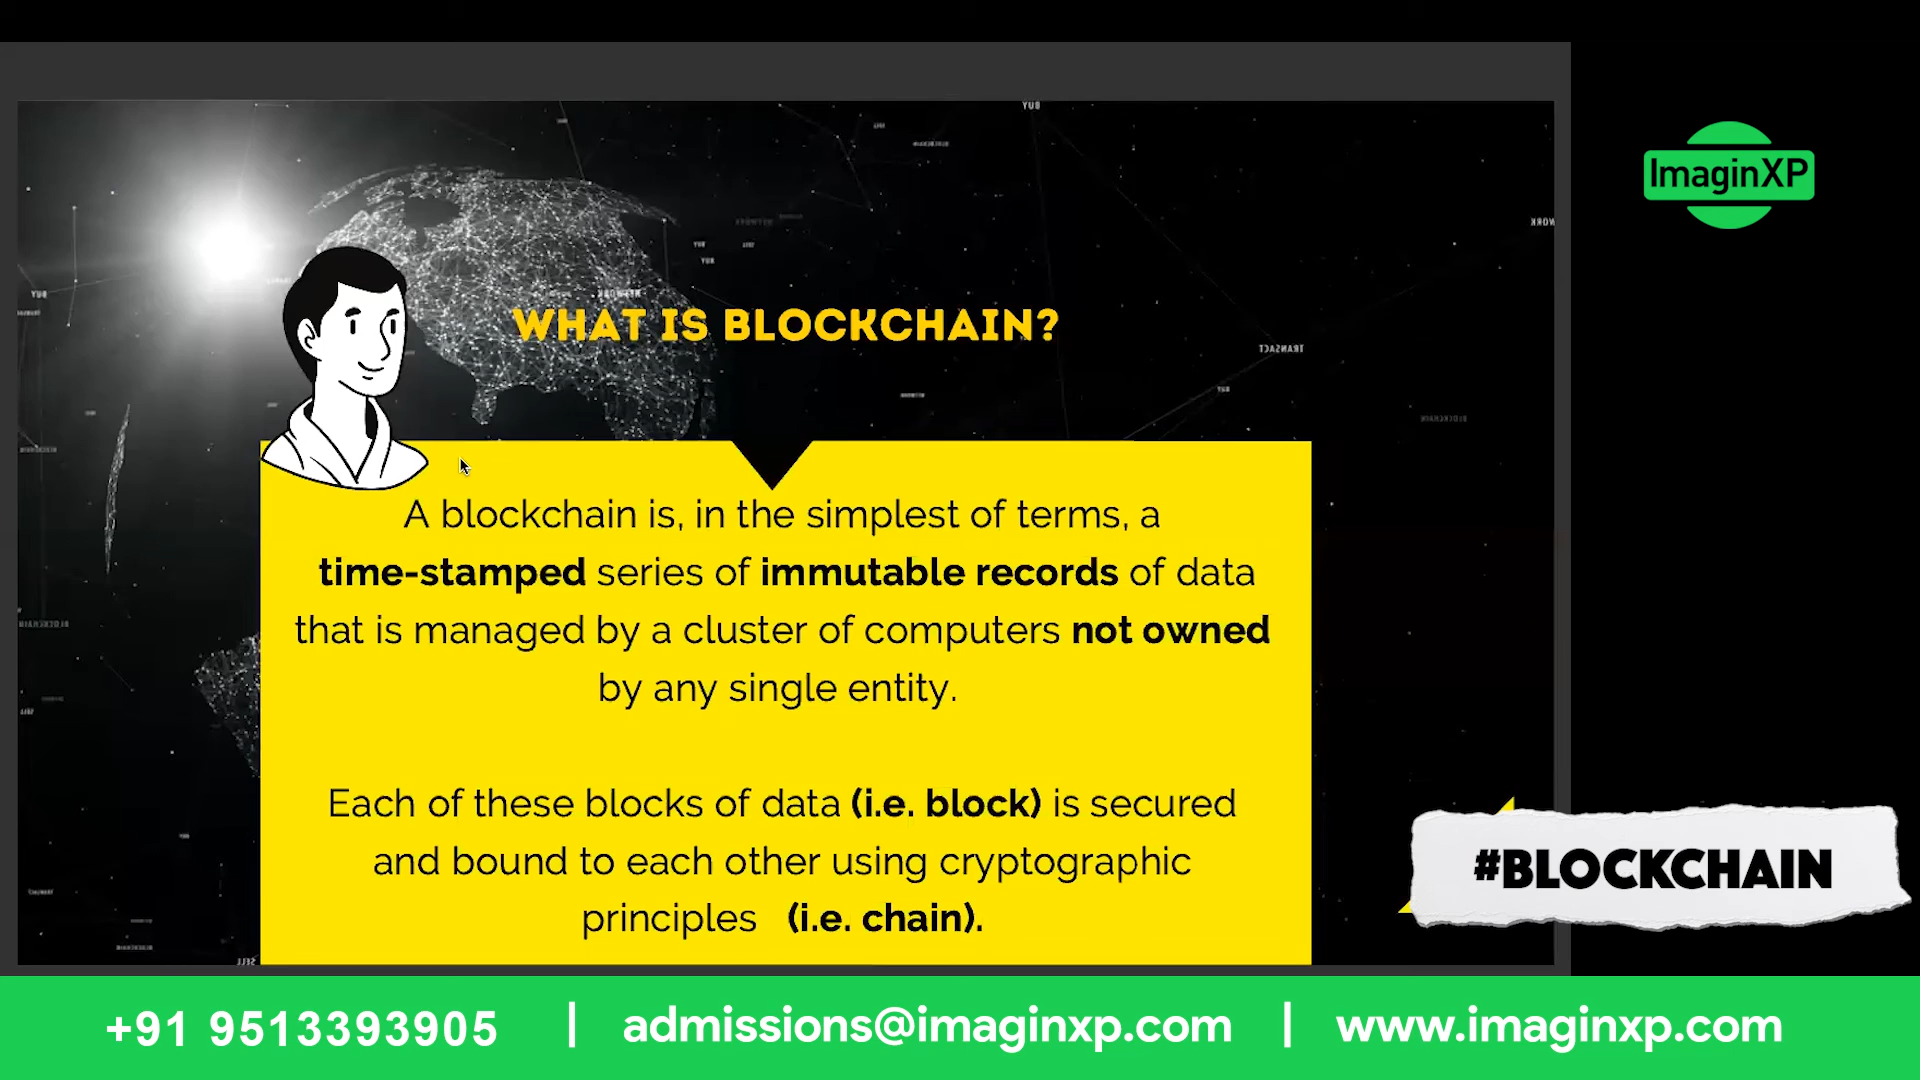 ImaginXP
WHAT IS BLOCKCHAIN?
A blockchain is, in the simplest of terms, a
time-stamped series of immutable records of data
that is managed by a cluster of computers not owned
by any single entity.
Each of these blocks of data (i.e. block) is secured
and bound to each other using cryptographic
principles (i.e. chain).
#BLOCKCHAIN
+91 9513393905 | admissions@imaginxp.com | www.imaginxp.com